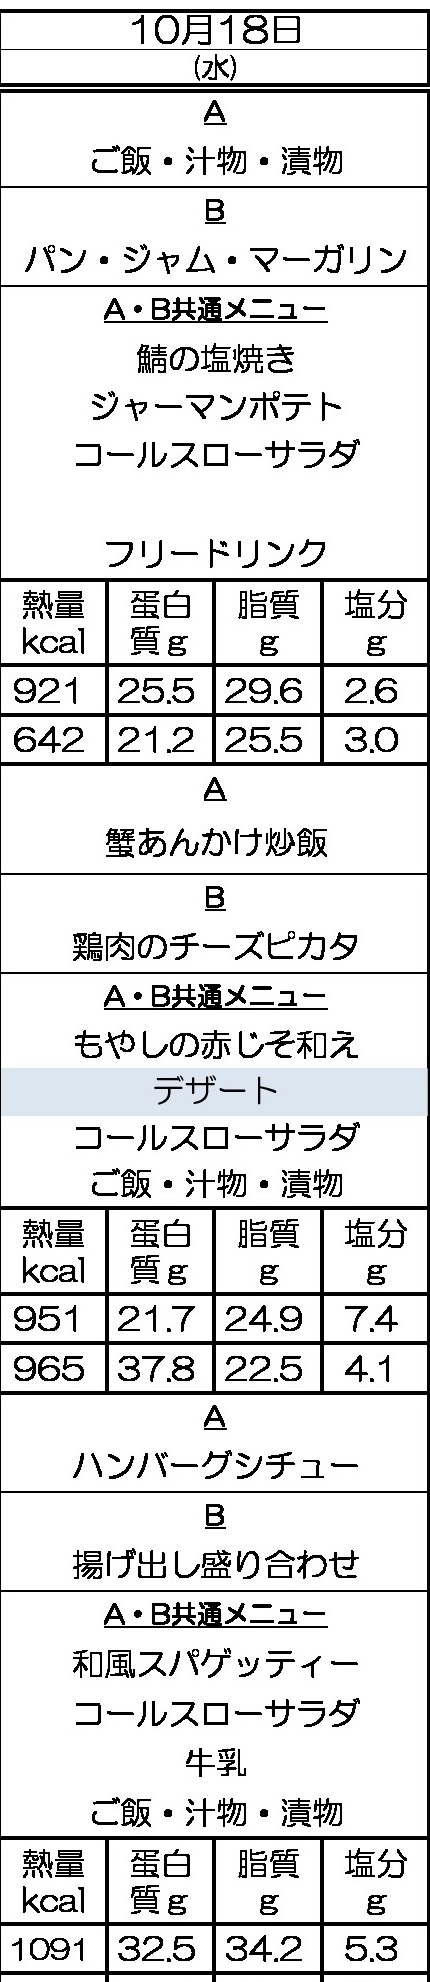 10月18日
(水)
A
ご飯・汁物・漬物
B
パン・ジャム・マーガリン
A・B共通メニュー
鯖の塩焼き
ジャーマンポテト
コールスローサラダ
フリードリンク
熱量 蛋白 脂質 塩分
kcal 質g g g
921 25.5 29.6 2.6
642 21.2 25.5 3.0
A
蟹あんかけ炒飯
B
鶏肉のチーズピカタ
A・B共通メニュー
もやしの赤じそ和え
デザート
コールスローサラダ
ご飯・汁物・漬物
熱量 蛋白 脂質 塩分
kcal 質g g g
951 21.7 24.9 7.4
965 37.8 22.5 4.1
A
ハンバーグシチュー
B
揚げ出し盛り合わせ
A・B共通メニュー
和風スパゲッティー
コールスローサラダ
牛乳
ご飯・汁物・漬物
熱量 蛋白 脂質 塩分
kcal 質g g g
1091 32.5 34.2 5.3